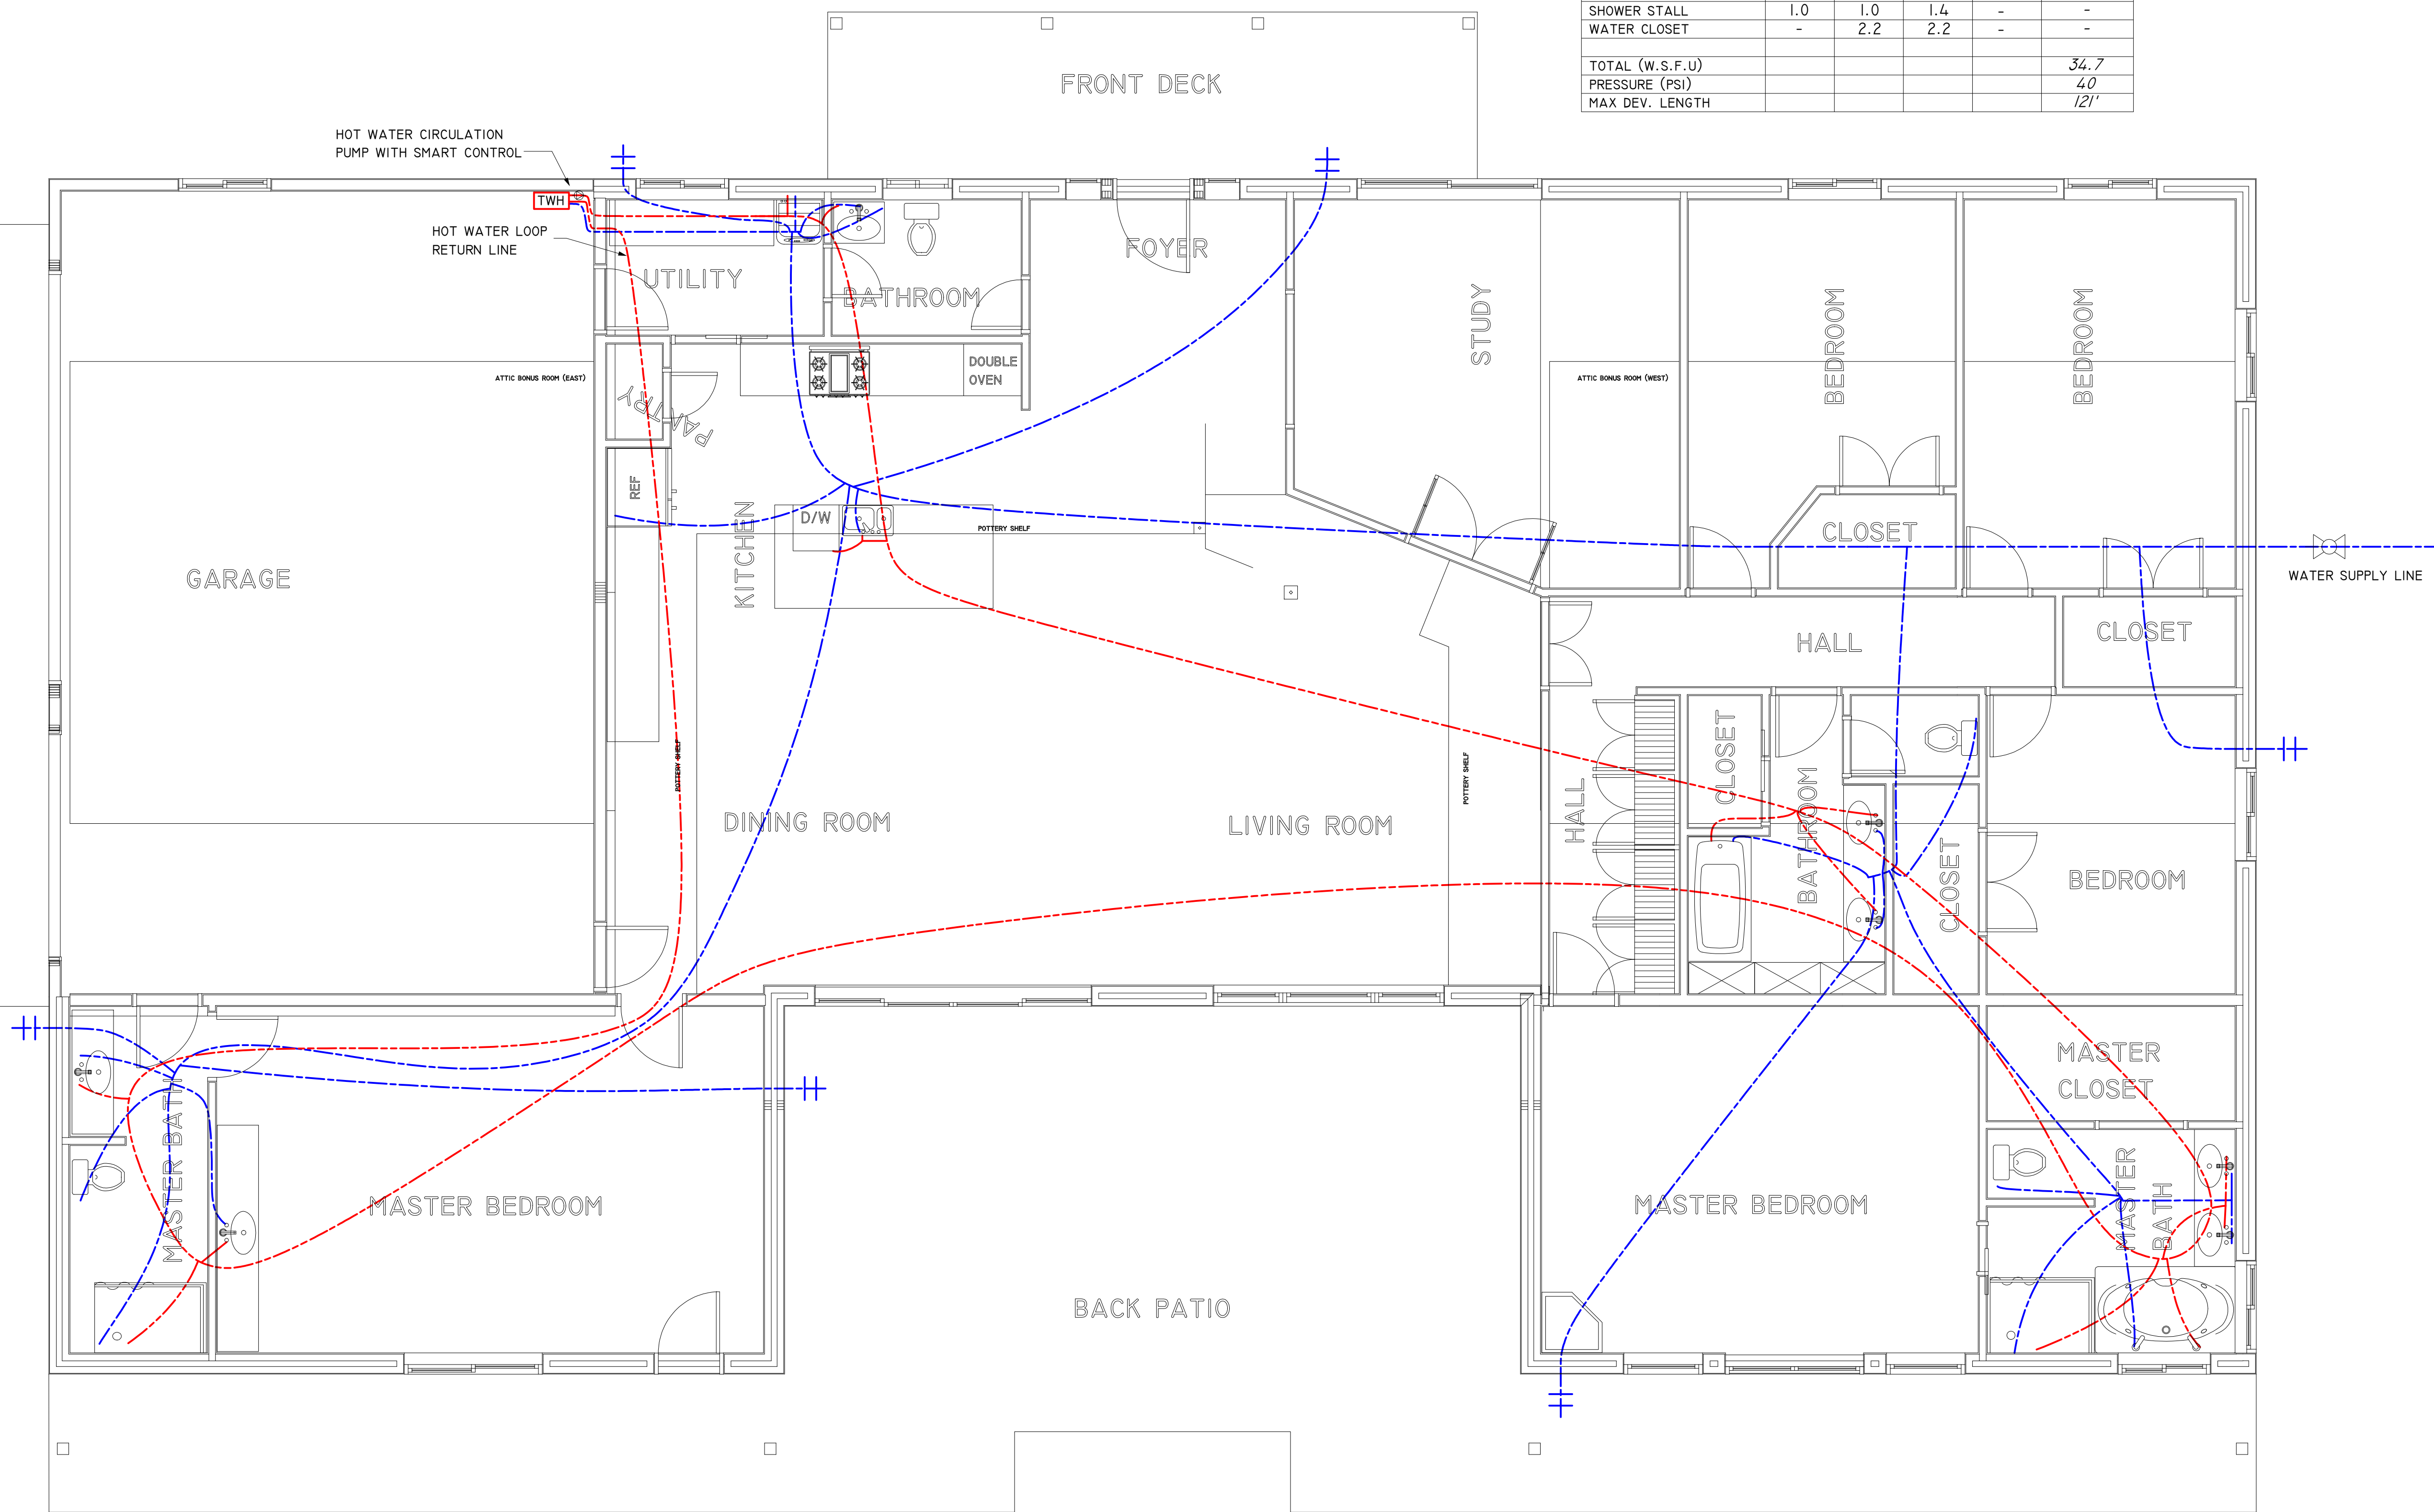 SHOWER STALL 1.0 1.0 1.4 - -
WATER CLOSET - 2.2 2.2 - -
TOTAL (W.S.F.U) 34.7
PRESSURE (PSI) 40
MAX DEV. LENGTH 121'
FRONT DECK
HOT WATER CIRCULATION
PUMP WITH SMART CONTROL
TWH
HOT WATER LOOP
RETURN LINE
UTILITY
BATHROOM
FOYER
STUDY
BEDROOM
BEDROOM
DOUBLE
OVEN
ATTIC BONUS ROOM (EAST)
ATTIC BONUS ROOM (WEST)
PANTRY
REF
KITCHEN
D/W
POTTERY SHELF
CLOSET
WATER SUPPLY LINE
GARAGE
HALL
CLOSET
POTTERY SHELF
POTTERY SHELF
CLOSET
DINING ROOM
LIVING ROOM
HALL
BATHROOM
CLOSET
BEDROOM
MASTER
CLOSET
MASTER BATH
MASTER BEDROOM
MASTER BEDROOM
MASTER
BATH
BACK PATIO